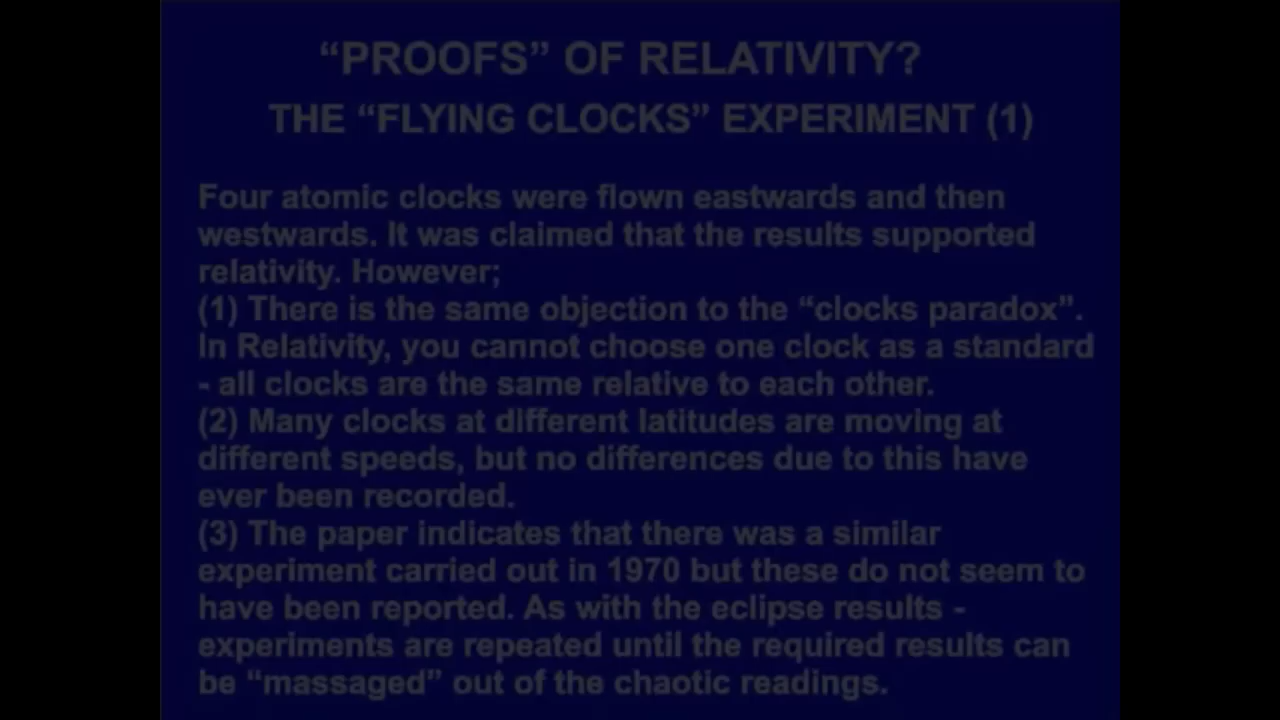 “PROOFS” OF RELATIVITY?
THE “FLYING CLOCKS” EXPERIMENT (1)
Four atomic clocks were flown eastwards and then
westwards. It was claimed that the results supported
relativity. However;
(1) There is the same objection to the “clocks paradox”.
In Relativity, you cannot choose one clock as a standard
- all clocks are the same relative to each other.
(2) Many clocks at different latitudes are moving at
different speeds, but no differences due to this have
ever been recorded.
(3) The paper indicates that there was a similar
experiment carried out in 1970 but these do not seem to
have been reported. As with the eclipse results -
experiments are repeated until the required results can
be “massaged” out of the chaotic readings.